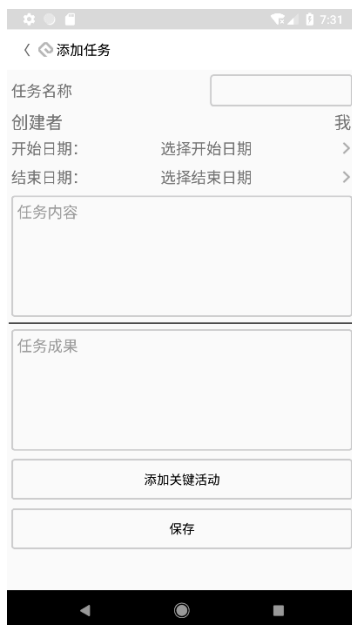 7:31
添加任务
任务名称
创建者 我
开始日期: 选择开始日期
结束日期: 选择结束日期
任务内容
任务成果
添加关键活动
保存